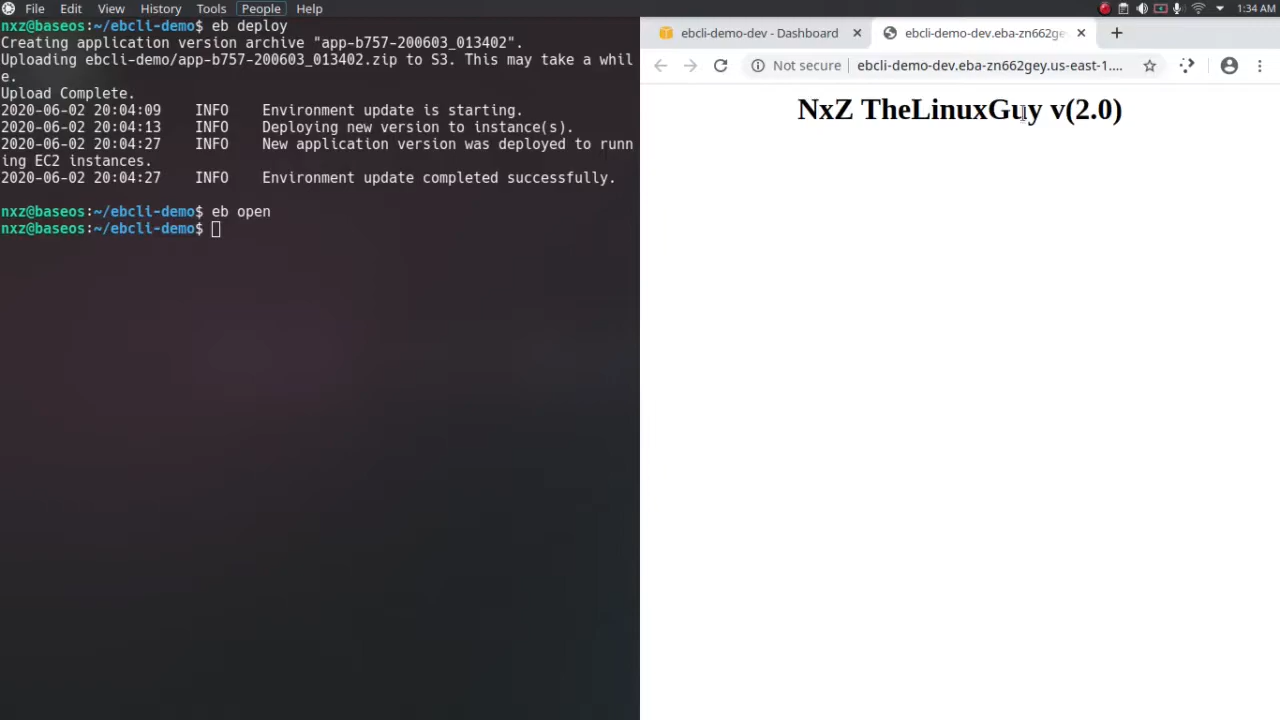 File Edit View History Tools People Help
1:34 AM
nxz@baseos:~/ebcli-demo$ eb deploy
Creating application version archive "app-b757-200603_013402".
Uploading ebcli-demo/app-b757-200603_013402.zip to S3. This may take a whil
e.
Upload Complete.
2020-06-02 20:04:09 INFO Environment update is starting.
2020-06-02 20:04:13 INFO Deploying new version to instance(s).
2020-06-02 20:04:27 INFO New application version was deployed to runn
ing EC2 instances.
2020-06-02 20:04:27 INFO Environment update completed successfully.
nxz@baseos:~/ebcli-demo$ eb open
nxz@baseos:~/ebcli-demo$
ebcli-demo-dev - Dashboard
ebcli-demo-dev.eba-zn662ge
Not secure
ebcli-demo-dev.eba-zn662gey.us-east-1....
NxZ TheLinuxGuy v(2.0)